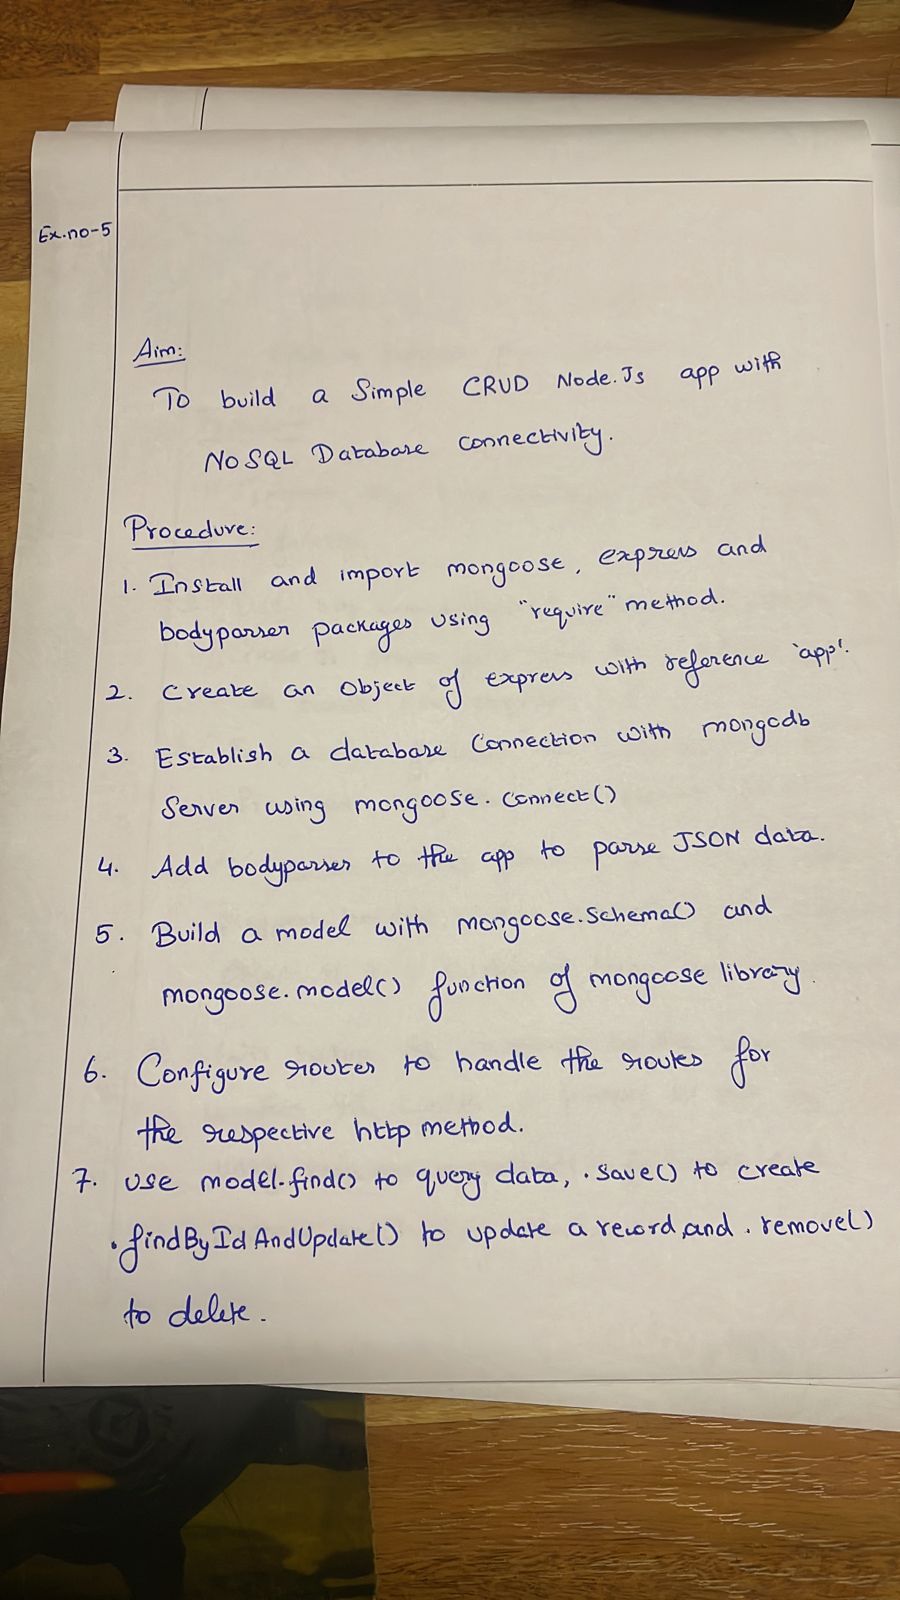 Ex.no-5
Aim:
To build a Simple CRUD Node.Js app with
NOSQL Database connectivity.
Procedure:
1. Install and import mongoose, express and
bodyparser packages using "require" method.
2. Create an object of express with reference 'app'.
3. Establish a database connection with mongodb
Server using mongoose.connect()
4. Add bodyparser to the app to parse JSON data.
5. Build a model with mongoose.Schema() and
mongoose.model() function of mongoose library.
6. Configure router to handle the routes for
the respective http method.
7. use model.find() to query data, .save() to create
.findByIdAndUpdate() to update a record, and .remove()
to delete.